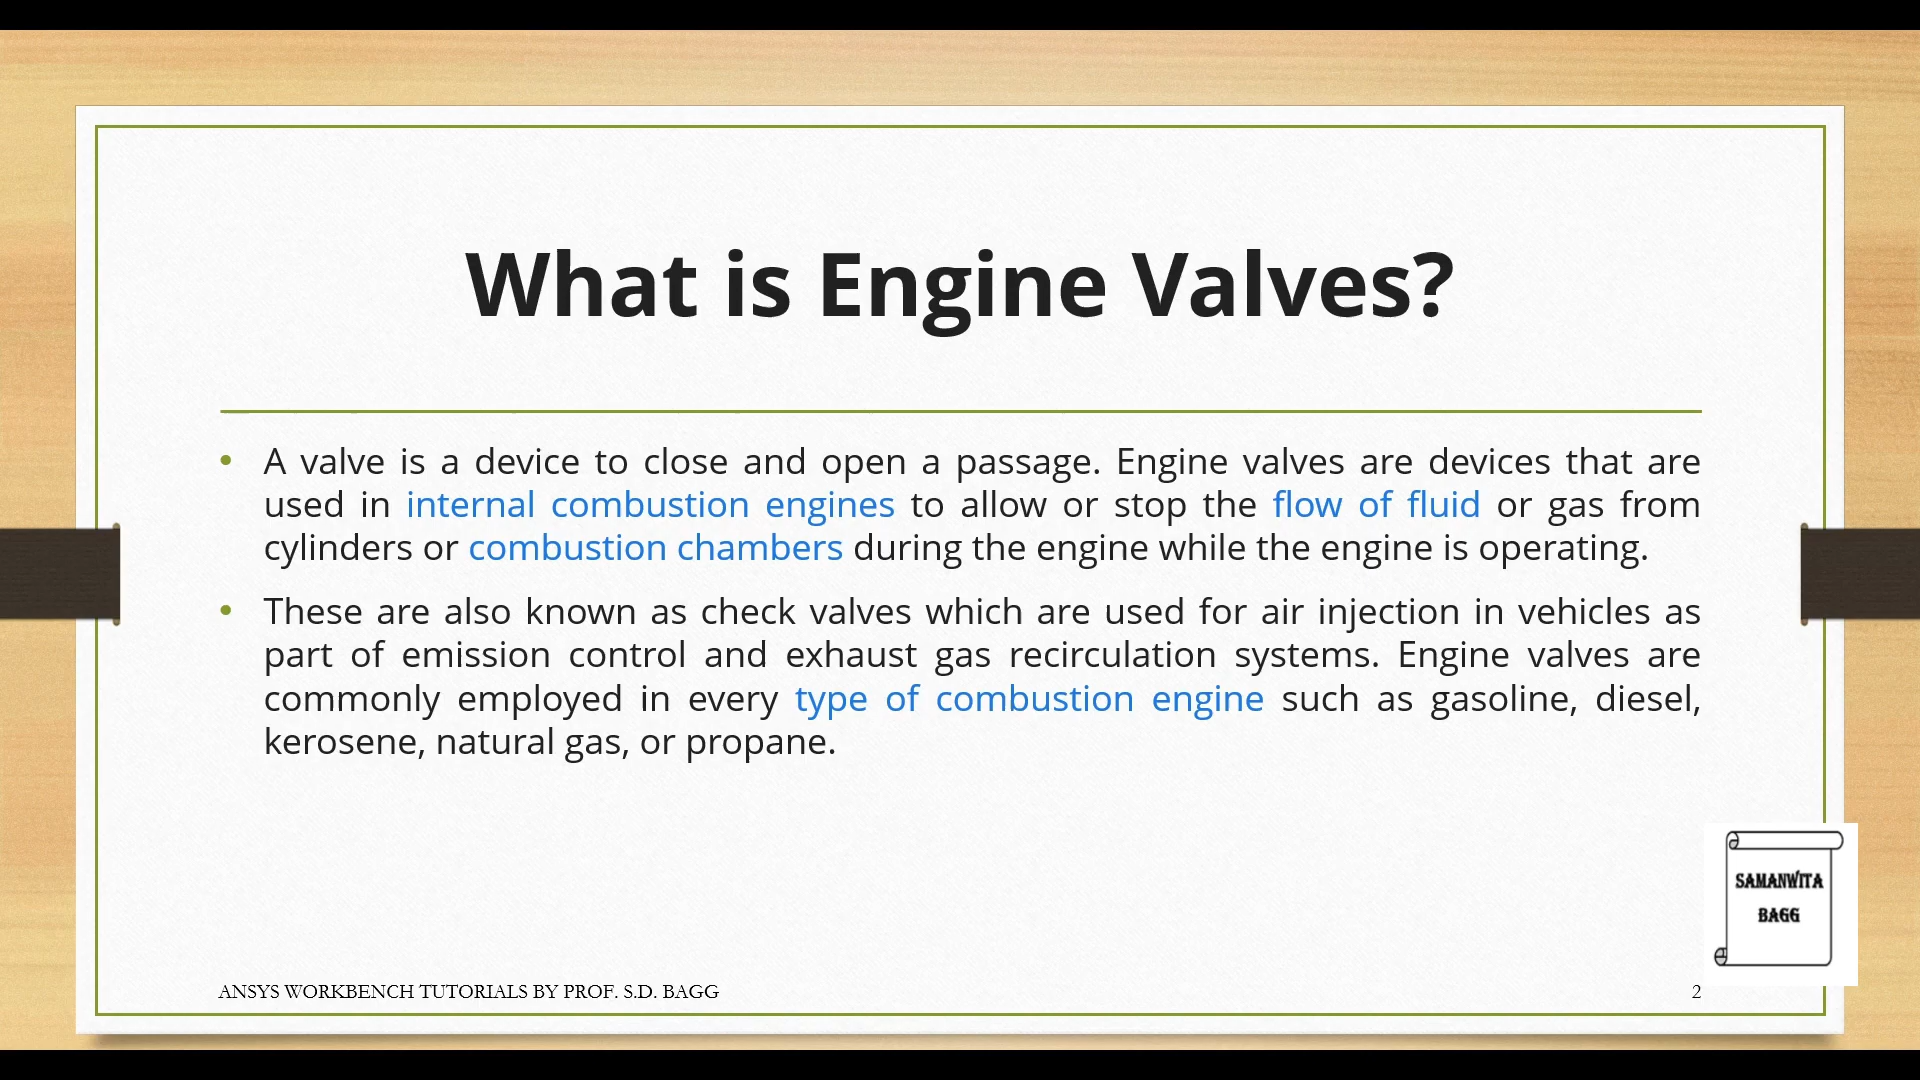 What is Engine Valves?
• A valve is a device to close and open a passage. Engine valves are devices that are
used in internal combustion engines to allow or stop the flow of fluid or gas from
cylinders or combustion chambers during the engine while the engine is operating.
• These are also known as check valves which are used for air injection in vehicles as
part of emission control and exhaust gas recirculation systems. Engine valves are
commonly employed in every type of combustion engine such as gasoline, diesel,
kerosene, natural gas, or propane.
SAMANWITA
BAGG
ANSYS WORKBENCH TUTORIALS BY PROF. S.D. BAGG
2